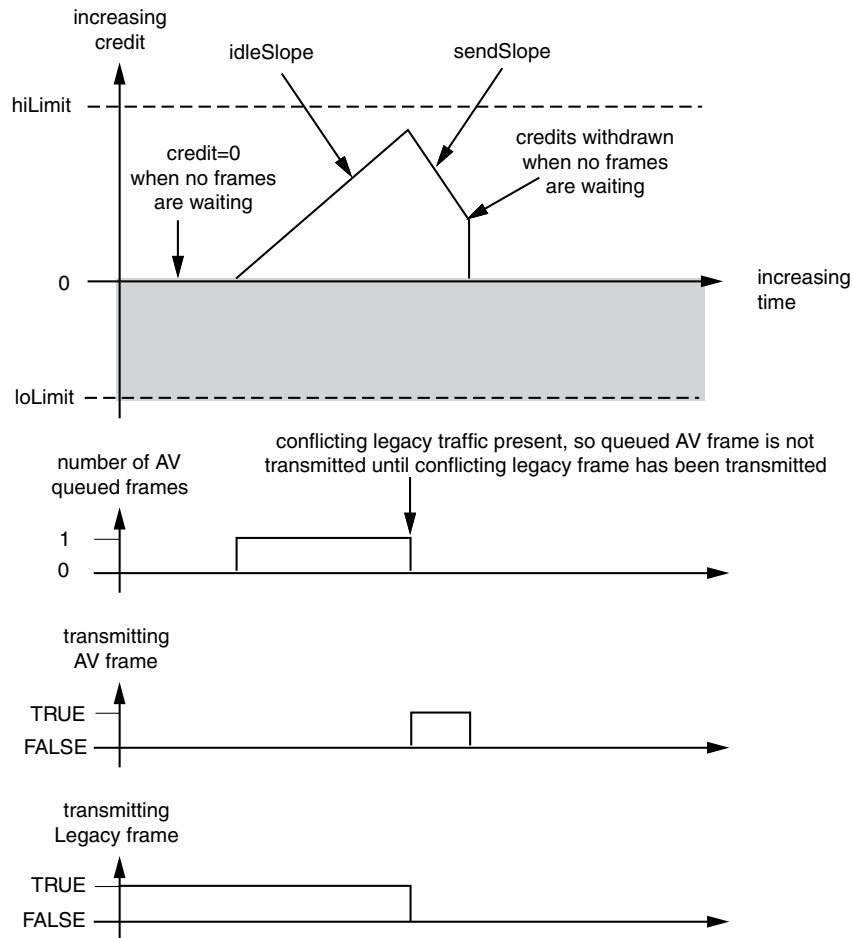 increasing
credit
idleSlope
sendSlope
hiLimit
credit=0
when no frames
are waiting
credits withdrawn
when no frames
are waiting
0
increasing
time
loLimit
conflicting legacy traffic present, so queued AV frame is not
transmitted until conflicting legacy frame has been transmitted
number of AV
queued frames
1
0
transmitting
AV frame
TRUE
FALSE
transmitting
Legacy frame
TRUE
FALSE